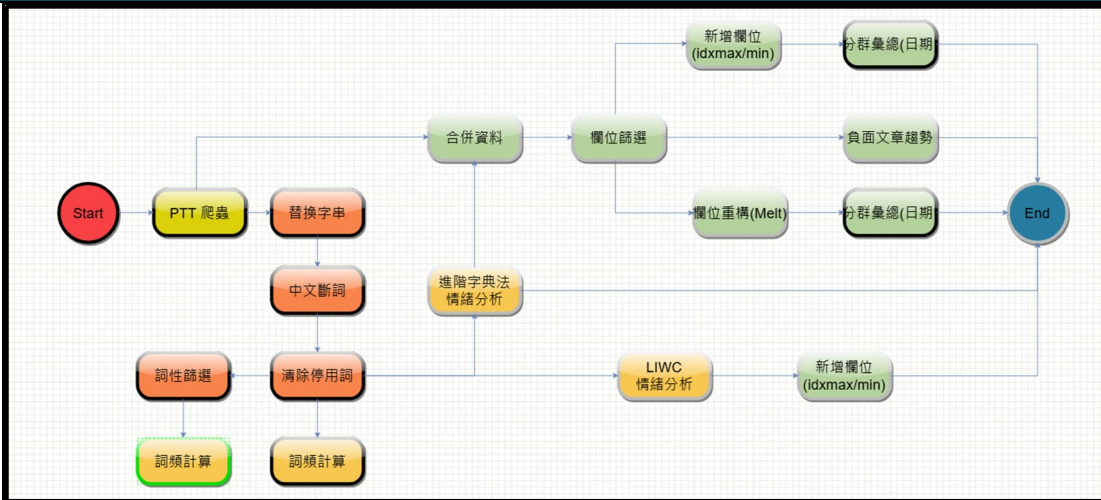 新增欄位
(idxmax/min)
分群彙總(日期
合併資料
欄位篩選
負面文章趨勢
Start
PTT 爬蟲
替換字串
欄位重構(Melt)
分群彙總(日期
End
中文斷詞
進階字典法
情緒分析
詞性篩選
清除停用詞
LIWC
情緒分析
新增欄位
(idxmax/min)
詞頻計算
詞頻計算